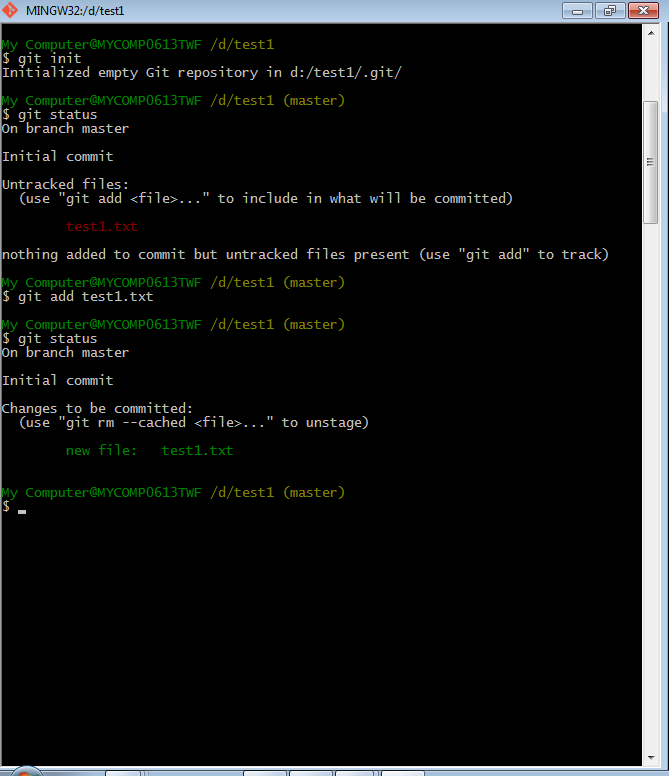 MINGW32:/d/test1
My Computer@MYCOMP0613TWF /d/test1
$ git init
Initialized empty Git repository in d:/test1/.git/
My Computer@MYCOMP0613TWF /d/test1 (master)
$ git status
On branch master
Initial commit
Untracked files:
  (use "git add <file>..." to include in what will be committed)
        test1.txt
nothing added to commit but untracked files present (use "git add" to track)
My Computer@MYCOMP0613TWF /d/test1 (master)
$ git add test1.txt
My Computer@MYCOMP0613TWF /d/test1 (master)
$ git status
On branch master
Initial commit
Changes to be committed:
  (use "git rm --cached <file>..." to unstage)
        new file:   test1.txt
My Computer@MYCOMP0613TWF /d/test1 (master)
$